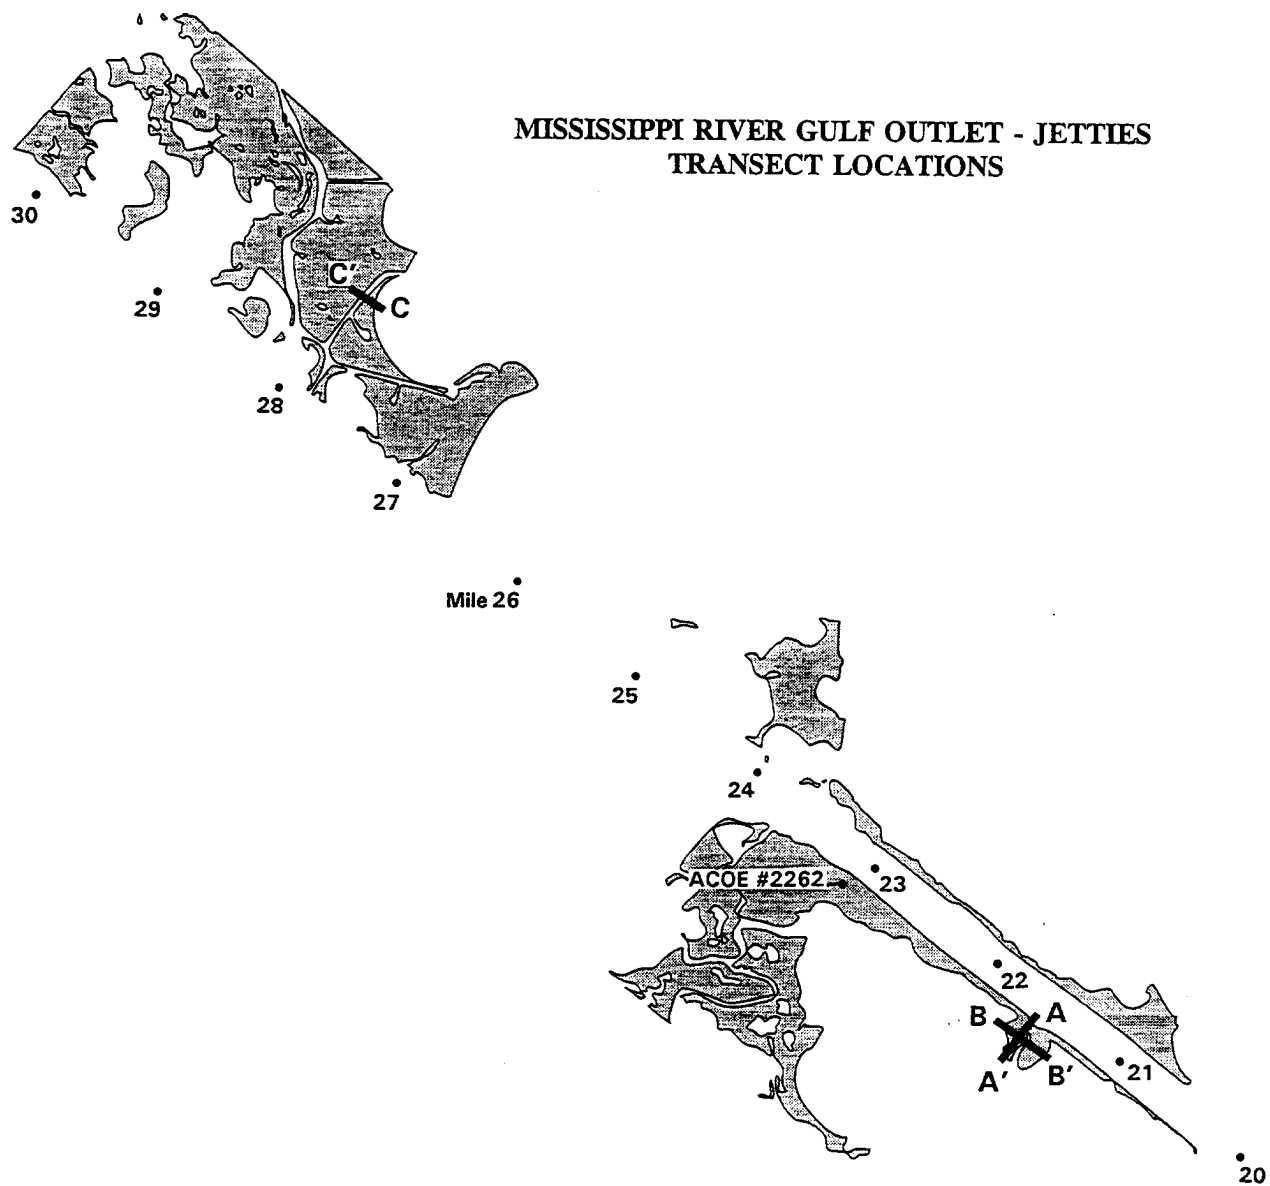 MISSISSIPPI RIVER GULF OUTLET - JETTIES
TRANSECT LOCATIONS
30
C′
29
C
28
27
Mile 26
25
24
ACOE #2262
23
22
B
A
A′
B′
21
20